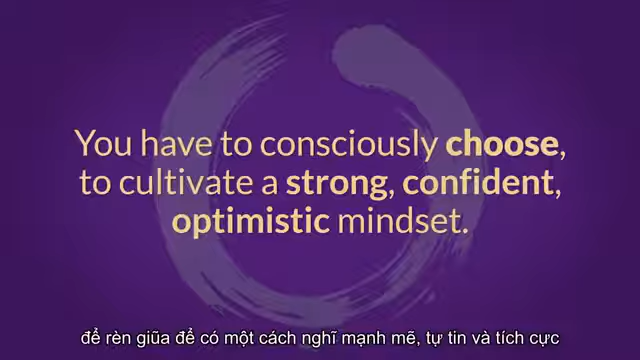 You have to consciously choose,
to cultivate a strong, confident,
optimistic mindset.
để rèn giũa để có một cách nghĩ mạnh mẽ, tự tin và tích cực